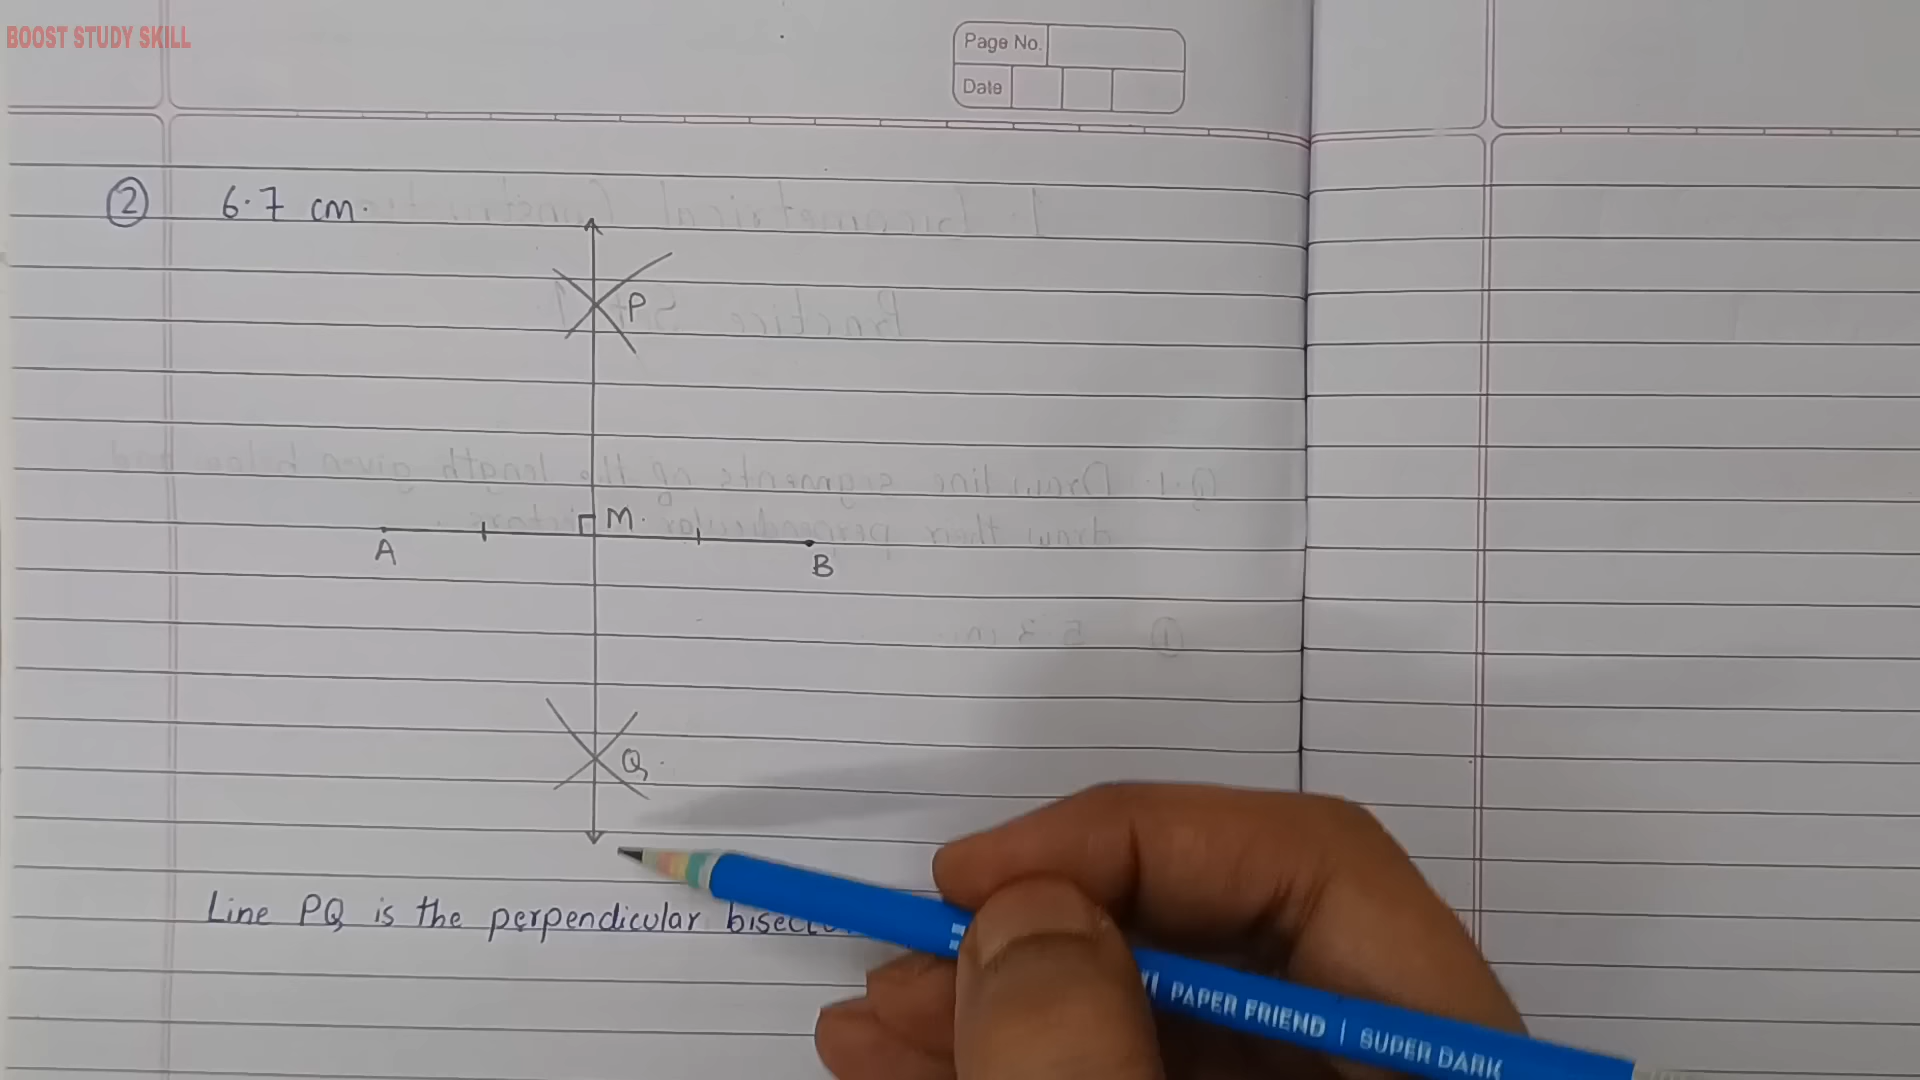 BOOST STUDY SKILL
Page No.
Date
② 6.7 cm.
P
M.
A
B
Q.
Line PQ is the perpendicular
PAPER FRIEND | SUPER DARK